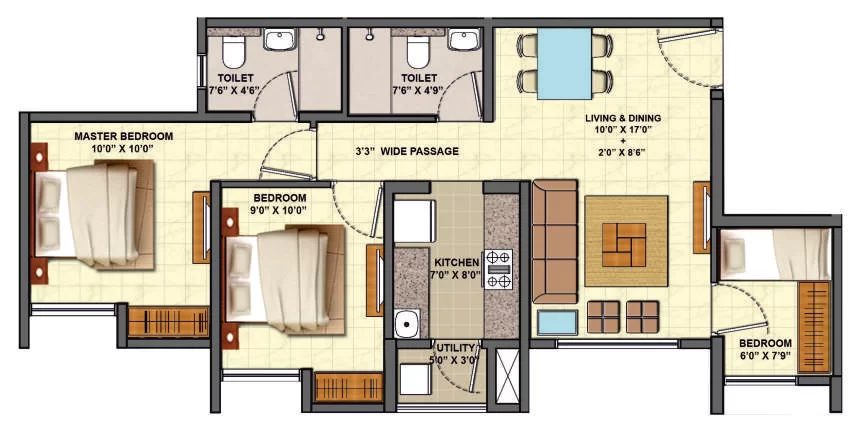 TOILET
7'6" X 4'6"
TOILET
7'6" X 4'9"
LIVING & DINING
10'0" X 17'0"
+
2'0" X 8'6"
MASTER BEDROOM
10'0" X 10'0"
3'3" WIDE PASSAGE
BEDROOM
9'0" X 10'0"
KITCHEN
7'0" X 8'0"
UTILITY
5'0" X 3'0"
BEDROOM
6'0" X 7'9"